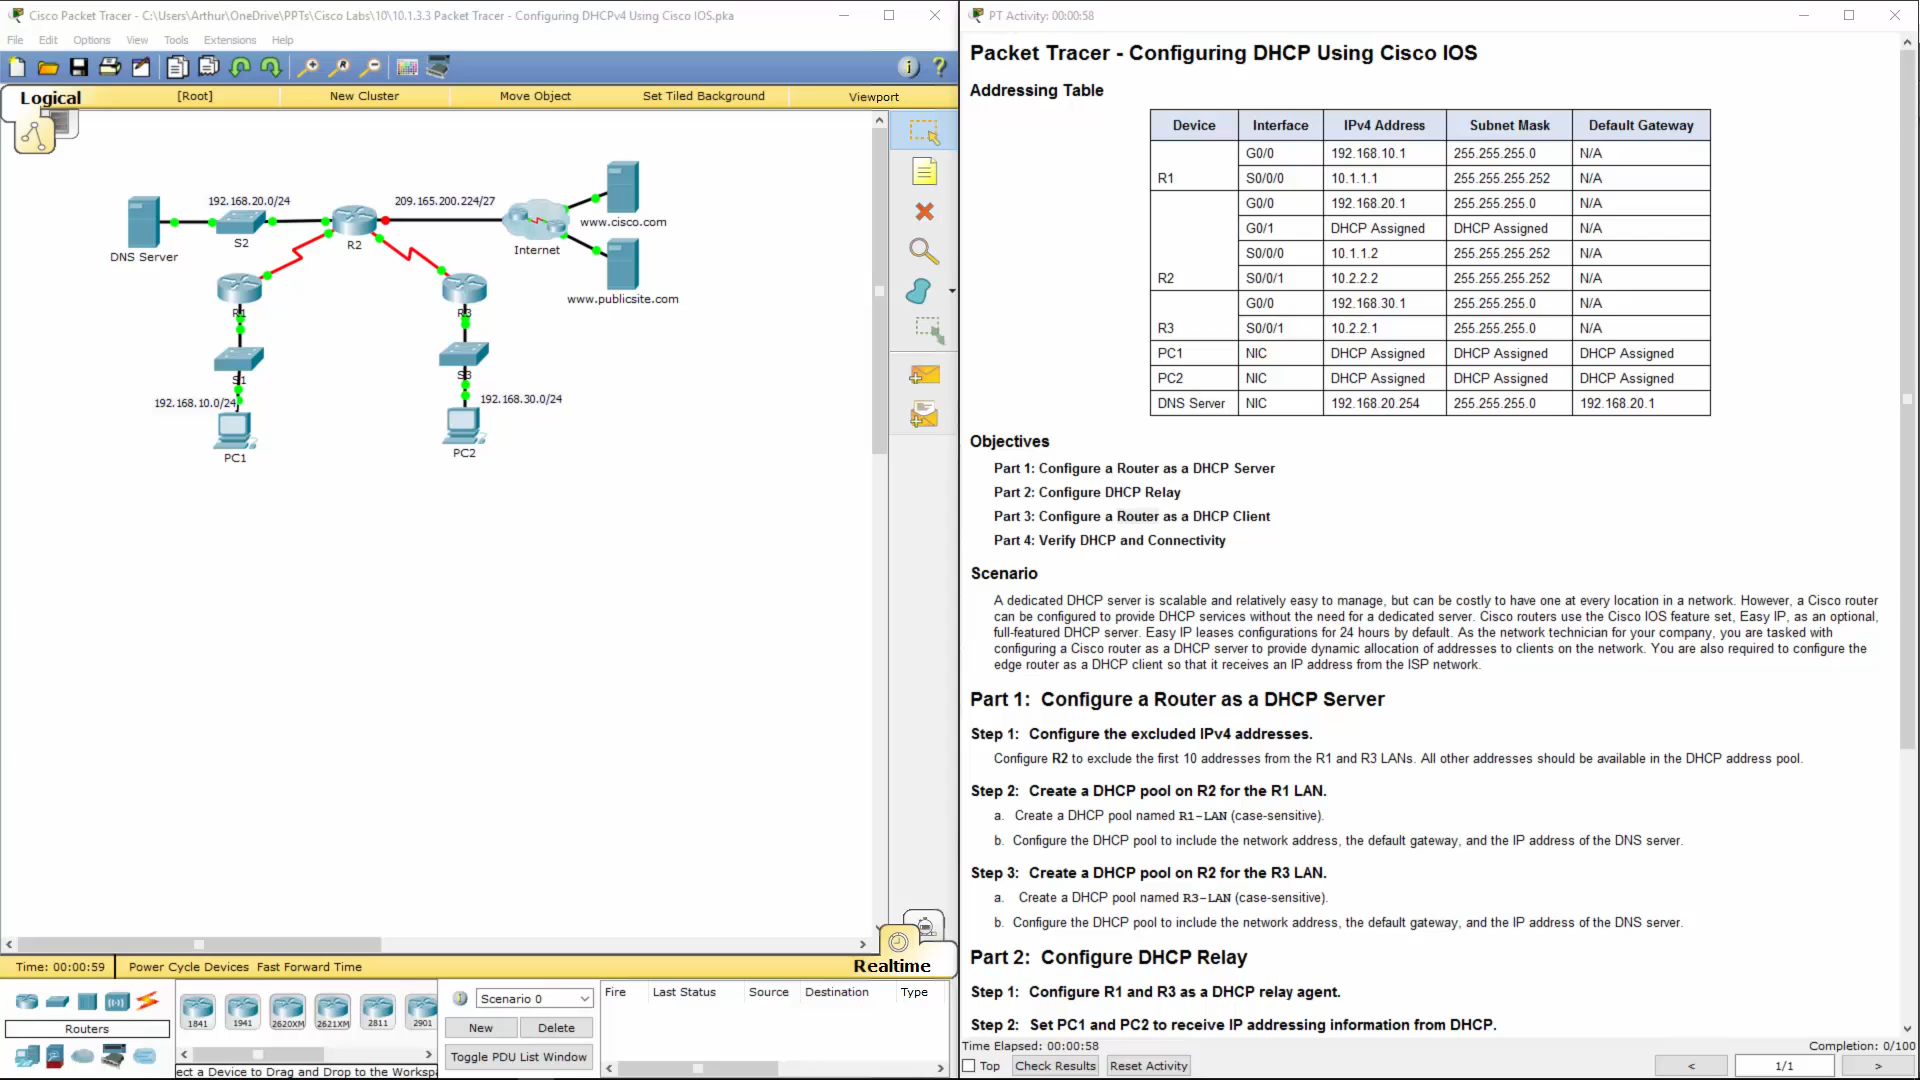 Cisco Packet Tracer - C:\Users\Arthur\OneDrive\PPTs\Cisco Labs\10\10.1.3.3 Packet Tracer - Configuring DHCPv4 Using Cisco IOS.pka
File Edit Options View Tools Extensions Help
Logical [Root] New Cluster Move Object Set Tiled Background Viewport
192.168.20.0/24
209.165.200.224/27
www.cisco.com
S2
R2
Internet
DNS Server
www.publicsite.com
R1
R3
S1
S3
192.168.10.0/24
192.168.30.0/24
PC1
PC2
Realtime
Time: 00:00:59 Power Cycle Devices Fast Forward Time
Routers
1841 1941 2620XM 2621XM 2811 2901
ect a Device to Drag and Drop to the Workspa
Scenario 0
New Delete
Toggle PDU List Window
Fire Last Status Source Destination Type
PT Activity: 00:00:58
Packet Tracer - Configuring DHCP Using Cisco IOS
Addressing Table
Device Interface IPv4 Address Subnet Mask Default Gateway
R1 G0/0 192.168.10.1 255.255.255.0 N/A
S0/0/0 10.1.1.1 255.255.255.252 N/A
R2 G0/0 192.168.20.1 255.255.255.0 N/A
G0/1 DHCP Assigned DHCP Assigned N/A
S0/0/0 10.1.1.2 255.255.255.252 N/A
S0/0/1 10.2.2.2 255.255.255.252 N/A
R3 G0/0 192.168.30.1 255.255.255.0 N/A
S0/0/1 10.2.2.1 255.255.255.0 N/A
PC1 NIC DHCP Assigned DHCP Assigned DHCP Assigned
PC2 NIC DHCP Assigned DHCP Assigned DHCP Assigned
DNS Server NIC 192.168.20.254 255.255.255.0 192.168.20.1
Objectives
Part 1: Configure a Router as a DHCP Server
Part 2: Configure DHCP Relay
Part 3: Configure a Router as a DHCP Client
Part 4: Verify DHCP and Connectivity
Scenario
A dedicated DHCP server is scalable and relatively easy to manage, but can be costly to have one at every location in a network. However, a Cisco router
can be configured to provide DHCP services without the need for a dedicated server. Cisco routers use the Cisco IOS feature set, Easy IP, as an optional,
full-featured DHCP server. Easy IP leases configurations for 24 hours by default. As the network technician for your company, you are tasked with
configuring a Cisco router as a DHCP server to provide dynamic allocation of addresses to clients on the network. You are also required to configure the
edge router as a DHCP client so that it receives an IP address from the ISP network.
Part 1: Configure a Router as a DHCP Server
Step 1: Configure the excluded IPv4 addresses.
Configure R2 to exclude the first 10 addresses from the R1 and R3 LANs. All other addresses should be available in the DHCP address pool.
Step 2: Create a DHCP pool on R2 for the R1 LAN.
a. Create a DHCP pool named R1-LAN (case-sensitive).
b. Configure the DHCP pool to include the network address, the default gateway, and the IP address of the DNS server.
Step 3: Create a DHCP pool on R2 for the R3 LAN.
a. Create a DHCP pool named R3-LAN (case-sensitive).
b. Configure the DHCP pool to include the network address, the default gateway, and the IP address of the DNS server.
Part 2: Configure DHCP Relay
Step 1: Configure R1 and R3 as a DHCP relay agent.
Step 2: Set PC1 and PC2 to receive IP addressing information from DHCP.
Time Elapsed: 00:00:58 Completion: 0/100
Top Check Results Reset Activity < 1/1 >